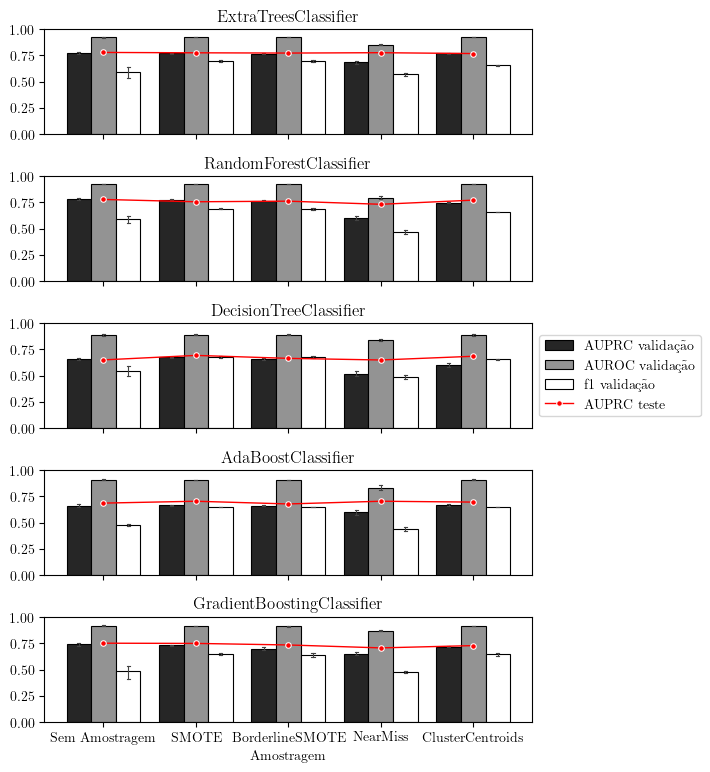 ExtraTreesClassifier
1.00
0.75
0.50
0.25
0.00
RandomForestClassifier
1.00
0.75
0.50
0.25
0.00
DecisionTreeClassifier
1.00
0.75
0.50
0.25
0.00
AUPRC validação
AUROC validação
f1 validação
AUPRC teste
AdaBoostClassifier
1.00
0.75
0.50
0.25
0.00
GradientBoostingClassifier
1.00
0.75
0.50
0.25
0.00
Sem Amostragem SMOTE BorderlineSMOTE NearMiss ClusterCentroids
Amostragem